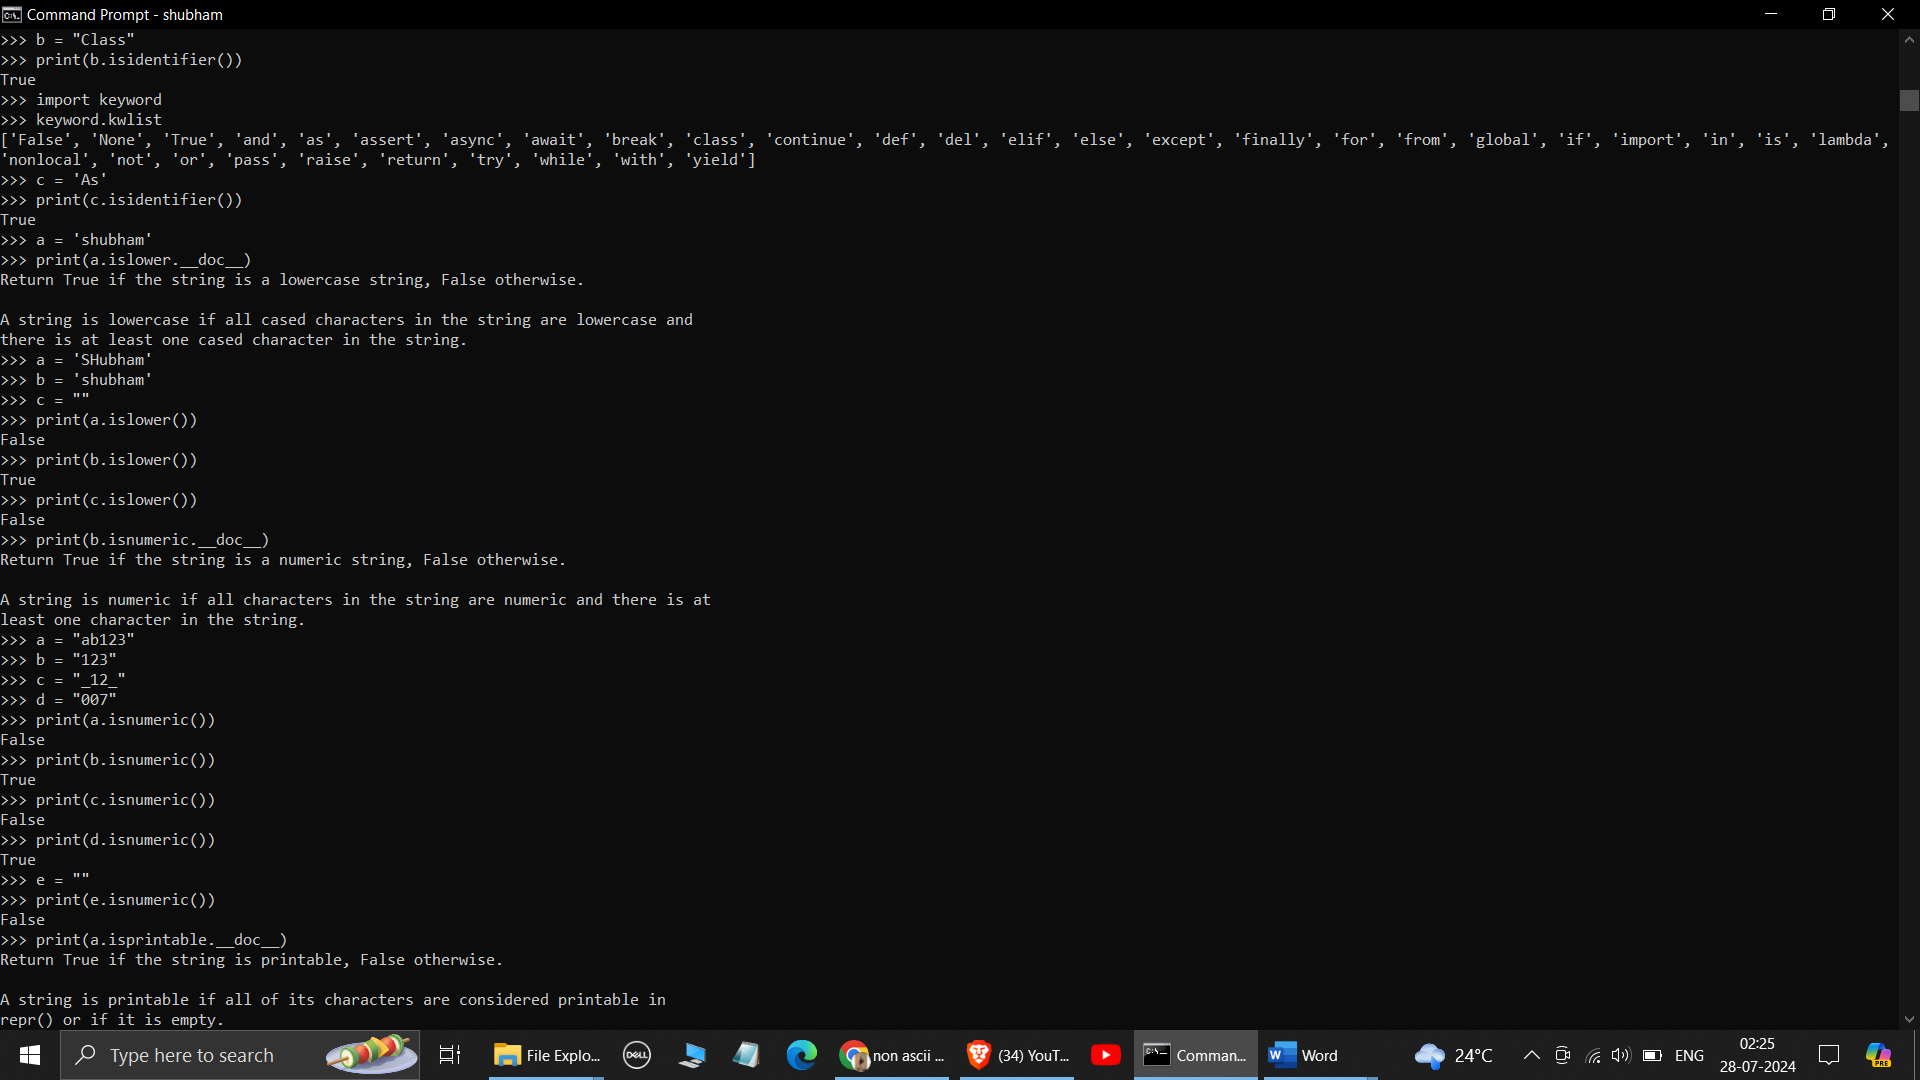 Command Prompt - shubham
>>> b = "Class"
>>> print(b.isidentifier())
True
>>> import keyword
>>> keyword.kwlist
['False', 'None', 'True', 'and', 'as', 'assert', 'async', 'await', 'break', 'class', 'continue', 'def', 'del', 'elif', 'else', 'except', 'finally', 'for', 'from', 'global', 'if', 'import', 'in', 'is', 'lambda',
'nonlocal', 'not', 'or', 'pass', 'raise', 'return', 'try', 'while', 'with', 'yield']
>>> c = 'As'
>>> print(c.isidentifier())
True
>>> a = 'shubham'
>>> print(a.islower.__doc__)
Return True if the string is a lowercase string, False otherwise.

A string is lowercase if all cased characters in the string are lowercase and
there is at least one cased character in the string.
>>> a = 'SHubham'
>>> b = 'shubham'
>>> c = ""
>>> print(a.islower())
False
>>> print(b.islower())
True
>>> print(c.islower())
False
>>> print(b.isnumeric.__doc__)
Return True if the string is a numeric string, False otherwise.

A string is numeric if all characters in the string are numeric and there is at
least one character in the string.
>>> a = "ab123"
>>> b = "123"
>>> c = "_12_"
>>> d = "007"
>>> print(a.isnumeric())
False
>>> print(b.isnumeric())
True
>>> print(c.isnumeric())
False
>>> print(d.isnumeric())
True
>>> e = ""
>>> print(e.isnumeric())
False
>>> print(a.isprintable.__doc__)
Return True if the string is printable, False otherwise.

A string is printable if all of its characters are considered printable in
repr() or if it is empty.
Type here to search
File Explo...
DELL
non ascii ...
(34) YouT...
Comman...
Word
24°C
ENG
02:25
28-07-2024
PRE